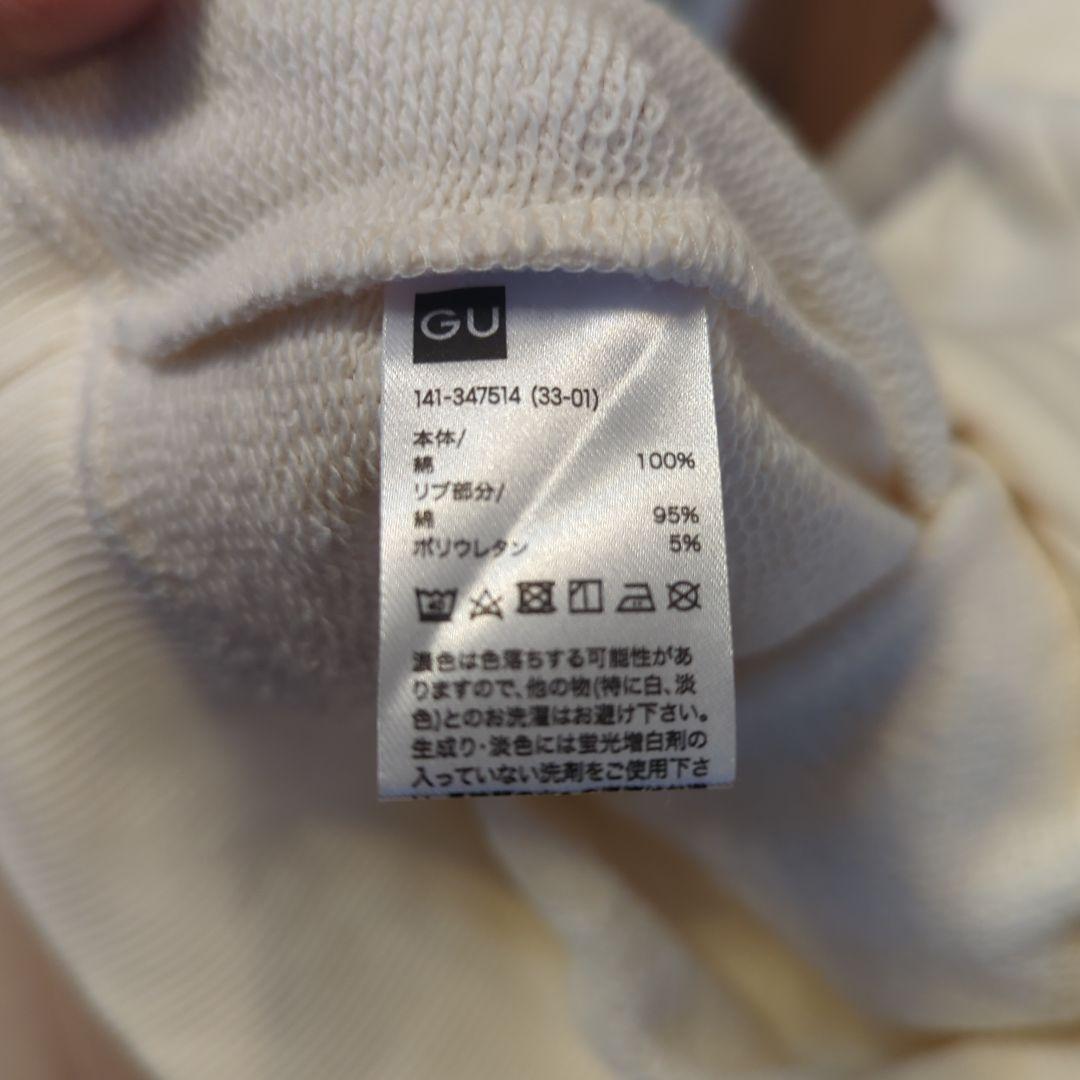 GU
141-347514 (33-01)
本体/
綿 100%
リブ部分/
綿 95%
ポリウレタン 5%
濃色は色落ちする可能性があ
りますので、他の物(特に白、淡
色)とのお洗濯はお避け下さい。
生成り・淡色には蛍光増白剤の
入っていない洗剤をご使用下さ